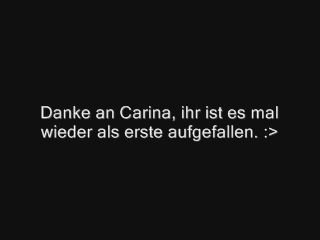 Danke an Carina, ihr ist es mal
wieder als erste aufgefallen. :>